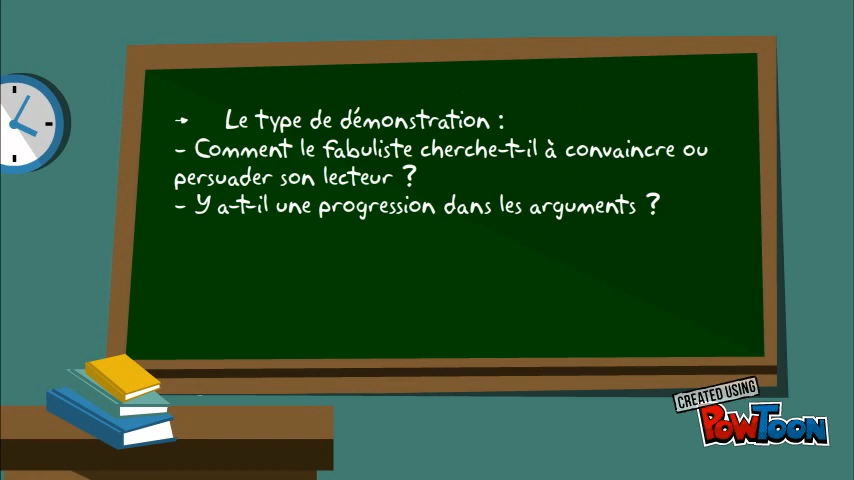 → Le type de démonstration :
- Comment le fabuliste cherche-t-il à convaincre ou
persuader son lecteur ?
- Y a-t-il une progression dans les arguments ?
CREATED USING
POWTOON